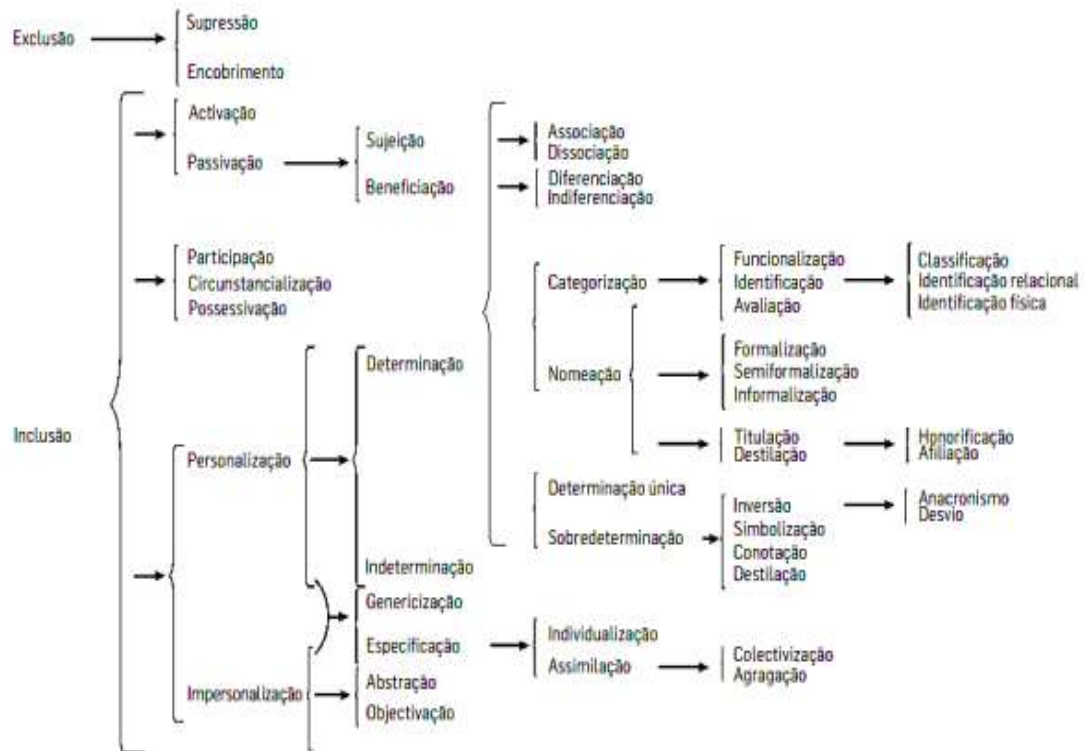 Exclusão
Supressão
Encobrimento
Inclusão
Activação
Passivação
Sujeição
Beneficiação
Participação
Circunstancialização
Possessivação
Personalização
Determinação
Indeterminação
Associação
Dissociação
Diferenciação
Indiferenciação
Categorização
Funcionalização
Identificação
Avaliação
Classificação
Identificação relacional
Identificação física
Nomeação
Formalização
Semiformalização
Informalização
Titulação
Destilação
Honorificação
Afiliação
Determinação única
Sobredeterminação
Inversão
Simbolização
Conotação
Destilação
Anacronismo
Desvio
Genericização
Especificação
Individualização
Assimilação
Colectivização
Agragação
Impersonalização
Abstração
Objectivação